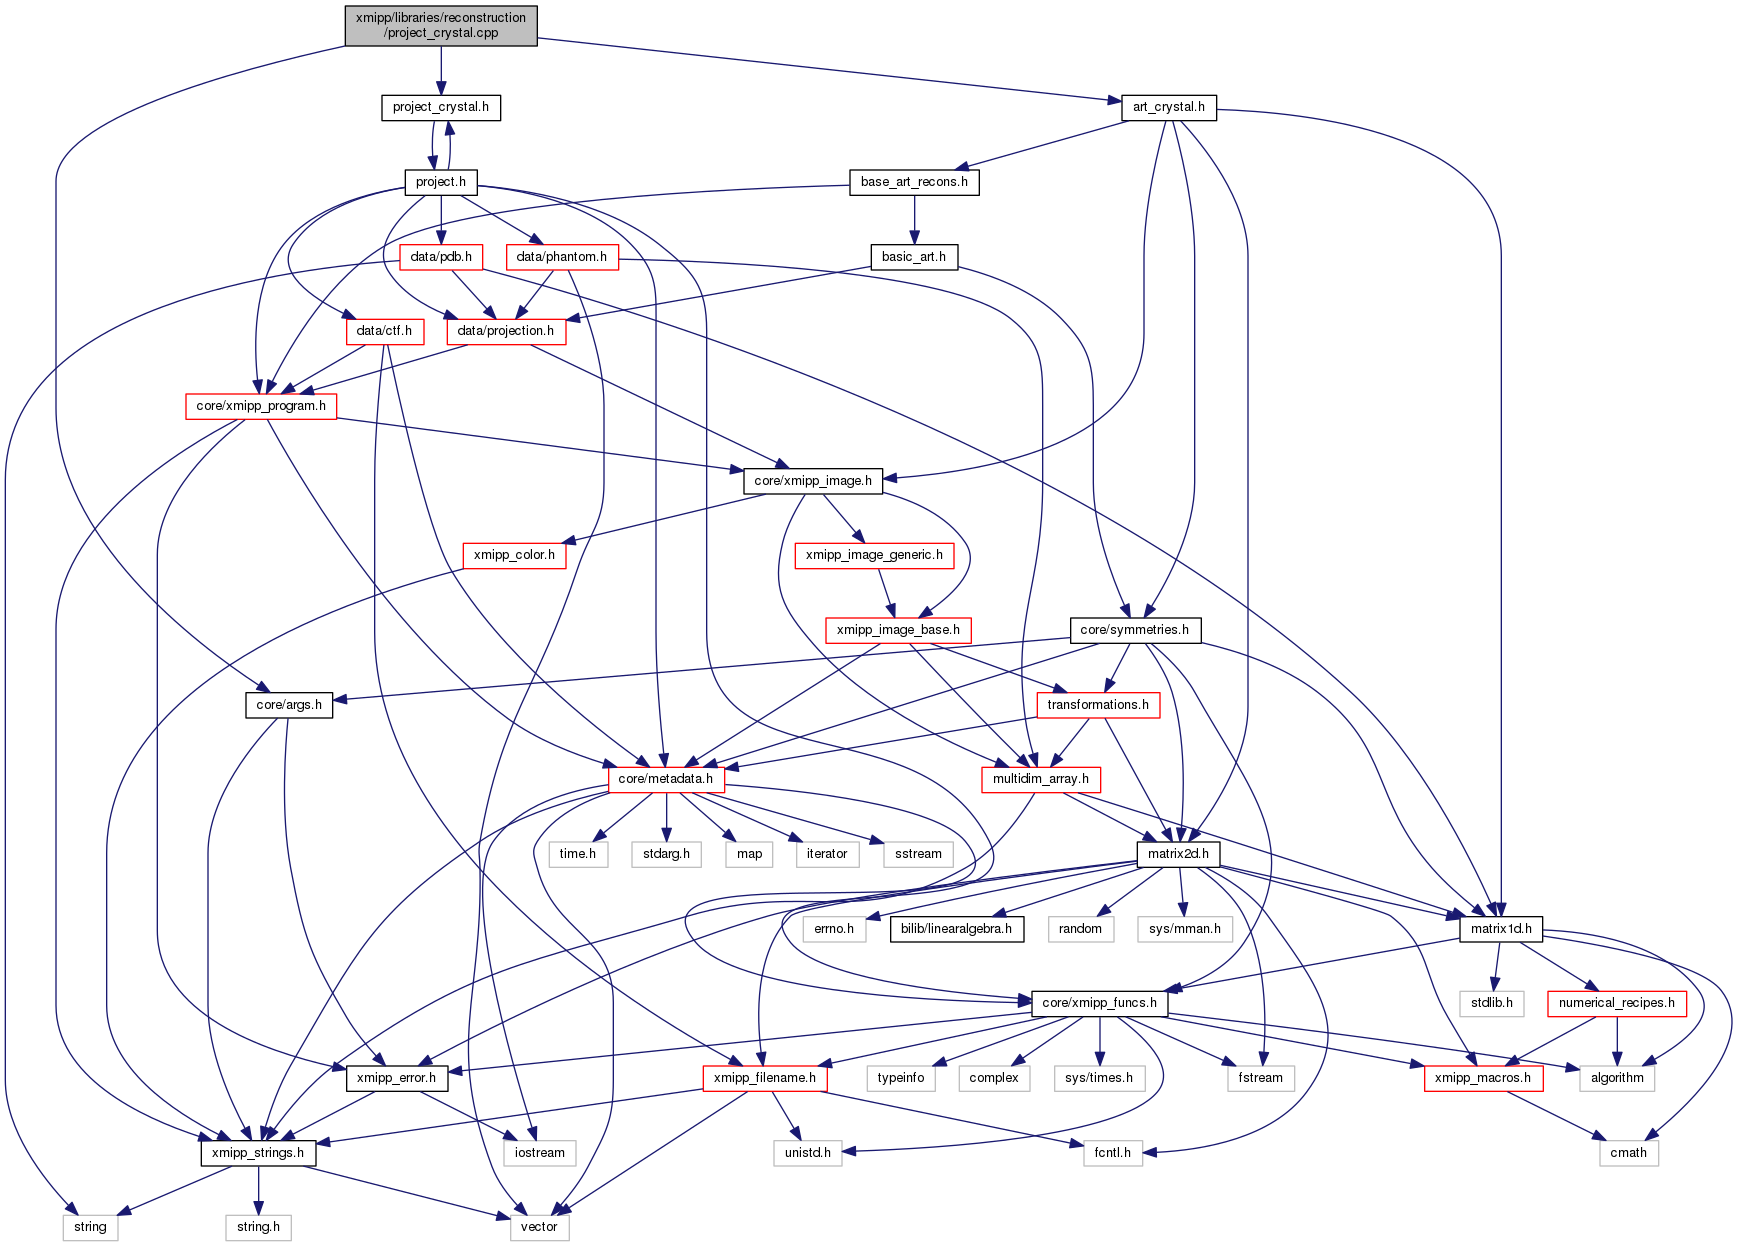 xmipp/libraries/reconstruction
/project_crystal.cpp
project_crystal.h
art_crystal.h
project.h
base_art_recons.h
data/pdb.h
data/phantom.h
basic_art.h
data/ctf.h
data/projection.h
core/xmipp_program.h
core/xmipp_image.h
xmipp_color.h
xmipp_image_generic.h
xmipp_image_base.h
core/symmetries.h
core/args.h
transformations.h
core/metadata.h
multidim_array.h
time.h
stdarg.h
map
iterator
sstream
matrix2d.h
errno.h
bilib/linearalgebra.h
random
sys/mman.h
matrix1d.h
core/xmipp_funcs.h
stdlib.h
numerical_recipes.h
xmipp_error.h
xmipp_filename.h
typeinfo
complex
sys/times.h
fstream
xmipp_macros.h
algorithm
xmipp_strings.h
iostream
unistd.h
fcntl.h
cmath
string
string.h
vector